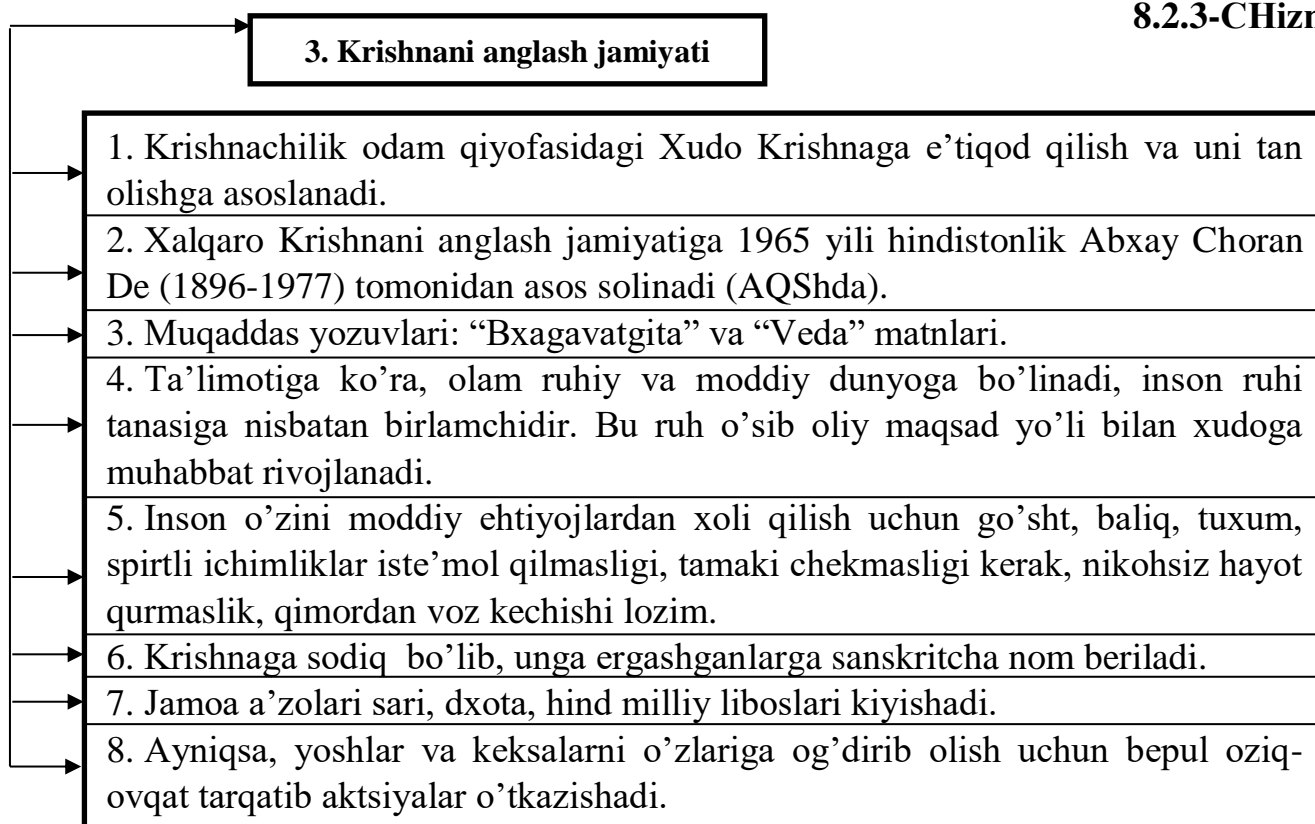 8.2.3-CHizm
3. Krishnani anglash jamiyati
1. Krishnachilik odam qiyofasidagi Xudo Krishnaga e’tiqod qilish va uni tan
olishga asoslanadi.
2. Xalqaro Krishnani anglash jamiyatiga 1965 yili hindistonlik Abxay Choran
De (1896-1977) tomonidan asos solinadi (AQShda).
3. Muqaddas yozuvlari: “Bxagavatgita” va “Veda” matnlari.
4. Ta’limotiga ko’ra, olam ruhiy va moddiy dunyoga bo’linadi, inson ruhi
tanasiga nisbatan birlamchidir. Bu ruh o’sib oliy maqsad yo’li bilan xudoga
muhabbat rivojlanadi.
5. Inson o’zini moddiy ehtiyojlardan xoli qilish uchun go’sht, baliq, tuxum,
spirtli ichimliklar iste’mol qilmasligi, tamaki chekmasligi kerak, nikohsiz hayot
qurmaslik, qimordan voz kechishi lozim.
6. Krishnaga sodiq bo’lib, unga ergashganlarga sanskritcha nom beriladi.
7. Jamoa a’zolari sari, dxota, hind milliy liboslari kiyishadi.
8. Ayniqsa, yoshlar va keksalarni o’zlariga og’dirib olish uchun bepul oziq-
ovqat tarqatib aktsiyalar o’tkazishadi.